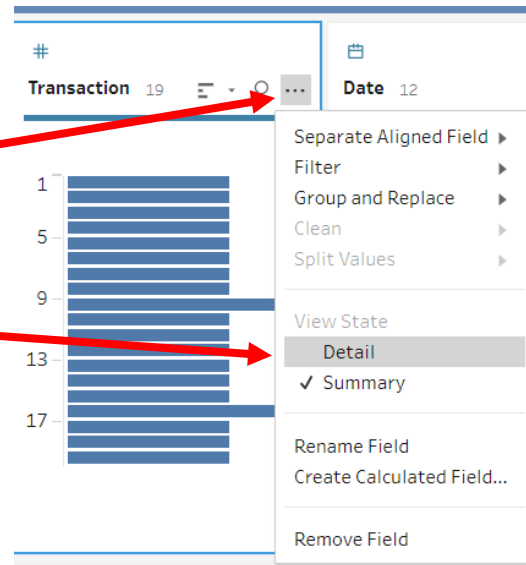 #
Transaction 19
...
Date 12
1
5
9
13
17
Separate Aligned Field
Filter
Group and Replace
Clean
Split Values
View State
Detail
✓ Summary
Rename Field
Create Calculated Field...
Remove Field